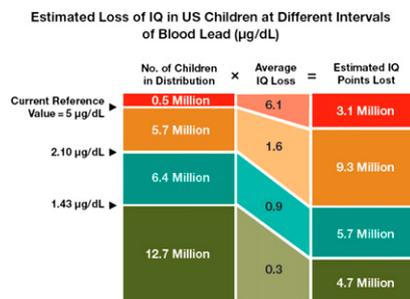 Estimated Loss of IQ in US Children at Different Intervals
of Blood Lead (µg/dL)
No. of Children
in Distribution
×
Average
IQ Loss
=
Estimated IQ
Points Lost
Current Reference
Value = 5 µg/dL
0.5 Million
6.1
3.1 Million
5.7 Million
1.6
9.3 Million
2.10 µg/dL
6.4 Million
0.9
5.7 Million
1.43 µg/dL
12.7 Million
0.3
4.7 Million